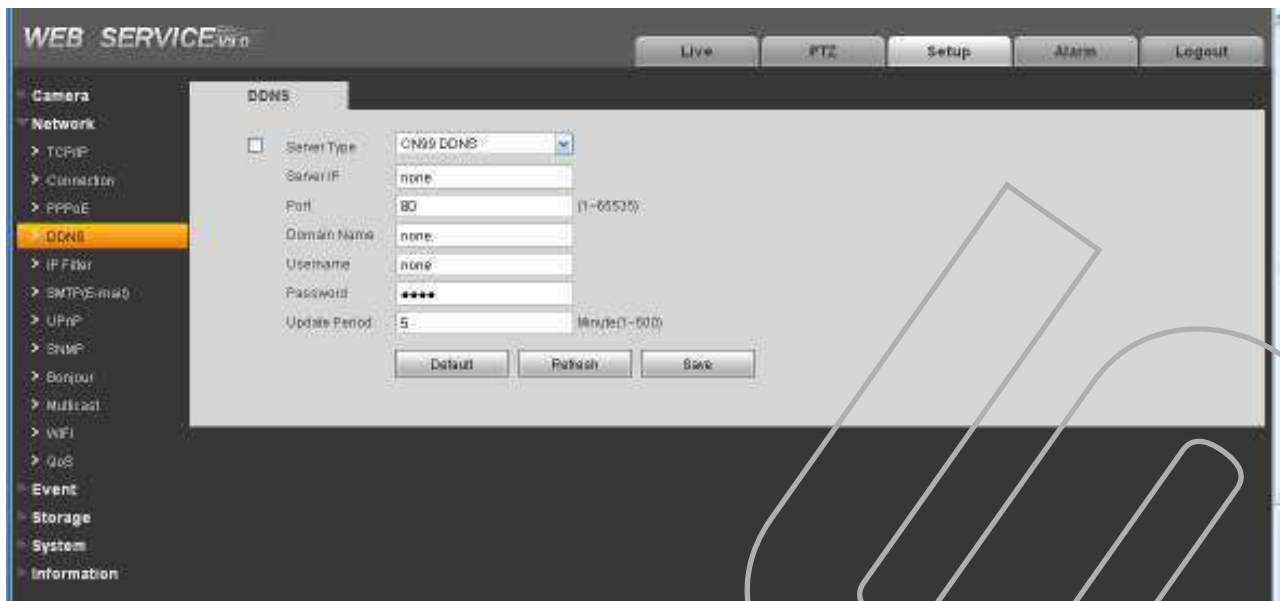 WEB SERVICE
Live PTZ Setup Alarm Logout
Camera
Network
> TCP/IP
> Connection
> PPPoE
> DDNS
> IP Filter
> SMTP(E-mail)
> UPnP
> SNMP
> Bonjour
> Multicast
> WIFI
> QoS
Event
Storage
System
Information
DDNS
Server Type CN99 DDNS
Server IP none
Port 80 (1~65535)
Domain Name none
Username none
Password ●●●●
Update Period 5 Minute(1~500)
Default Refresh Save